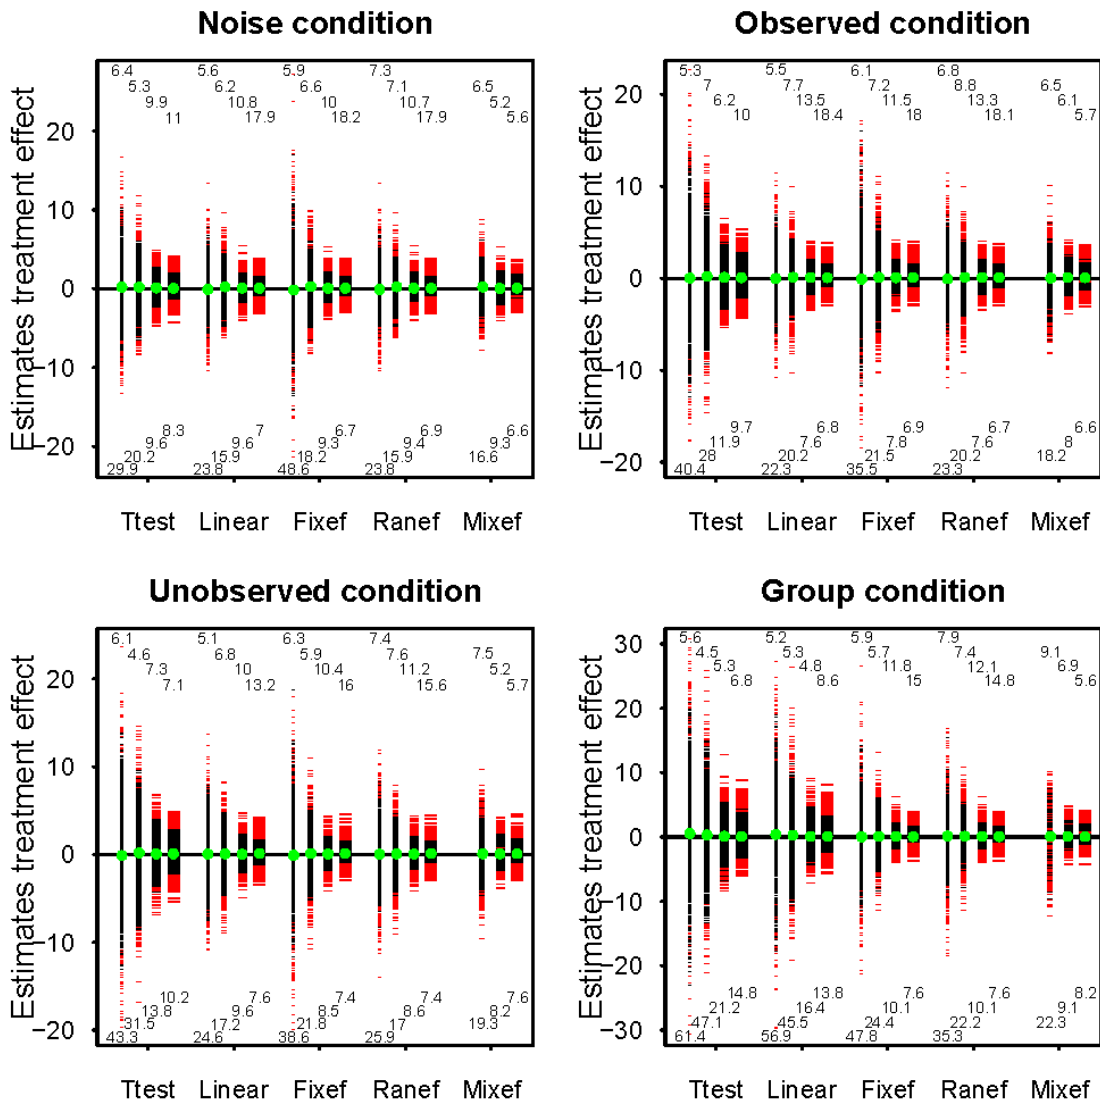 Noise condition
Observed condition
6.4 5.6 5.9 7.3 6.5
5.3 6.2 6.6 7.1 5.2
9.9 10.8 10 10.7 5.6
11 17.9 18.2 17.9
5.3 5.5 6.1 6.8 6.5
7 7.7 7.2 8.8 6.1
6.2 13.5 11.5 13.3 5.7
10 18.4 18 18.1
Estimates treatment effect
20
10
0
−10
−20
Estimates treatment effect
20
10
0
−10
−20
8.3 7 6.7 6.9 6.6
9.6 9.6 9.3 9.4 9.3
20.2 15.9 18.2 15.9 16.6
29.9 23.8 48.6 23.8
9.7 6.8 6.9 6.7 6.6
11.9 7.6 7.8 7.6 8
28 20.2 21.5 20.2 18.2
40.4 22.3 35.5 23.3
Ttest Linear Fixef Ranef Mixef
Ttest Linear Fixef Ranef Mixef
Unobserved condition
Group condition
6.1 5.1 6.3 7.4 7.5
4.6 6.8 5.9 7.6 5.2
7.3 10 10.4 11.2 5.7
7.1 13.2 16 15.6
5.6 5.2 5.9 7.9 9.1
4.5 5.3 5.7 7.4 6.9
5.3 4.8 11.8 12.1 5.6
6.8 8.6 15 14.8
Estimates treatment effect
20
10
0
−10
−20
Estimates treatment effect
30
20
10
0
−10
−20
−30
10.2 7.6 7.4 7.4 7.6
13.8 9.6 8.5 8.6 8.2
31.5 17.2 21.8 17 19.3
43.3 24.6 38.6 25.9
14.8 13.8 7.6 7.6 8.2
21.2 16.4 10.1 10.1 9.1
47.1 45.5 24.4 22.2 22.3
61.4 56.9 47.8 35.3
Ttest Linear Fixef Ranef Mixef
Ttest Linear Fixef Ranef Mixef